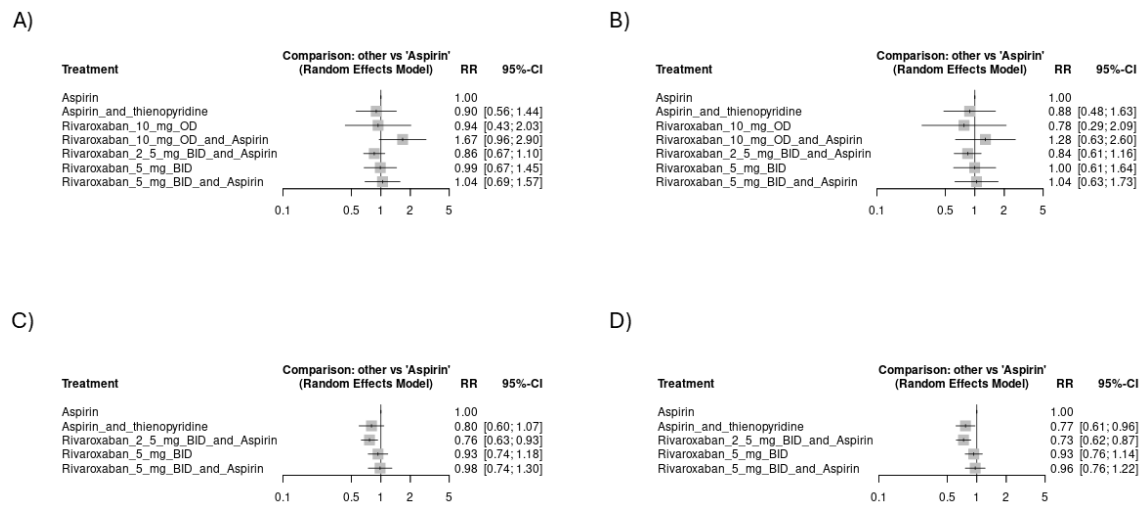 A)
Comparison: other vs 'Aspirin'
Treatment (Random Effects Model) RR 95%-CI
Aspirin 1.00
Aspirin_and_thienopyridine 0.90 [0.56; 1.44]
Rivaroxaban_10_mg_OD 0.94 [0.43; 2.03]
Rivaroxaban_10_mg_OD_and_Aspirin 1.67 [0.96; 2.90]
Rivaroxaban_2_5_mg_BID_and_Aspirin 0.86 [0.67; 1.10]
Rivaroxaban_5_mg_BID 0.99 [0.67; 1.45]
Rivaroxaban_5_mg_BID_and_Aspirin 1.04 [0.69; 1.57]
0.1 0.5 1 2 5
B)
Comparison: other vs 'Aspirin'
Treatment (Random Effects Model) RR 95%-CI
Aspirin 1.00
Aspirin_and_thienopyridine 0.88 [0.48; 1.63]
Rivaroxaban_10_mg_OD 0.78 [0.29; 2.09]
Rivaroxaban_10_mg_OD_and_Aspirin 1.28 [0.63; 2.60]
Rivaroxaban_2_5_mg_BID_and_Aspirin 0.84 [0.61; 1.16]
Rivaroxaban_5_mg_BID 1.00 [0.61; 1.64]
Rivaroxaban_5_mg_BID_and_Aspirin 1.04 [0.63; 1.73]
0.1 0.5 1 2 5
C)
Comparison: other vs 'Aspirin'
Treatment (Random Effects Model) RR 95%-CI
Aspirin 1.00
Aspirin_and_thienopyridine 0.80 [0.60; 1.07]
Rivaroxaban_2_5_mg_BID_and_Aspirin 0.76 [0.63; 0.93]
Rivaroxaban_5_mg_BID 0.93 [0.74; 1.18]
Rivaroxaban_5_mg_BID_and_Aspirin 0.98 [0.74; 1.30]
0.1 0.5 1 2 5
D)
Comparison: other vs 'Aspirin'
Treatment (Random Effects Model) RR 95%-CI
Aspirin 1.00
Aspirin_and_thienopyridine 0.77 [0.61; 0.96]
Rivaroxaban_2_5_mg_BID_and_Aspirin 0.73 [0.62; 0.87]
Rivaroxaban_5_mg_BID 0.93 [0.76; 1.14]
Rivaroxaban_5_mg_BID_and_Aspirin 0.96 [0.76; 1.22]
0.1 0.5 1 2 5